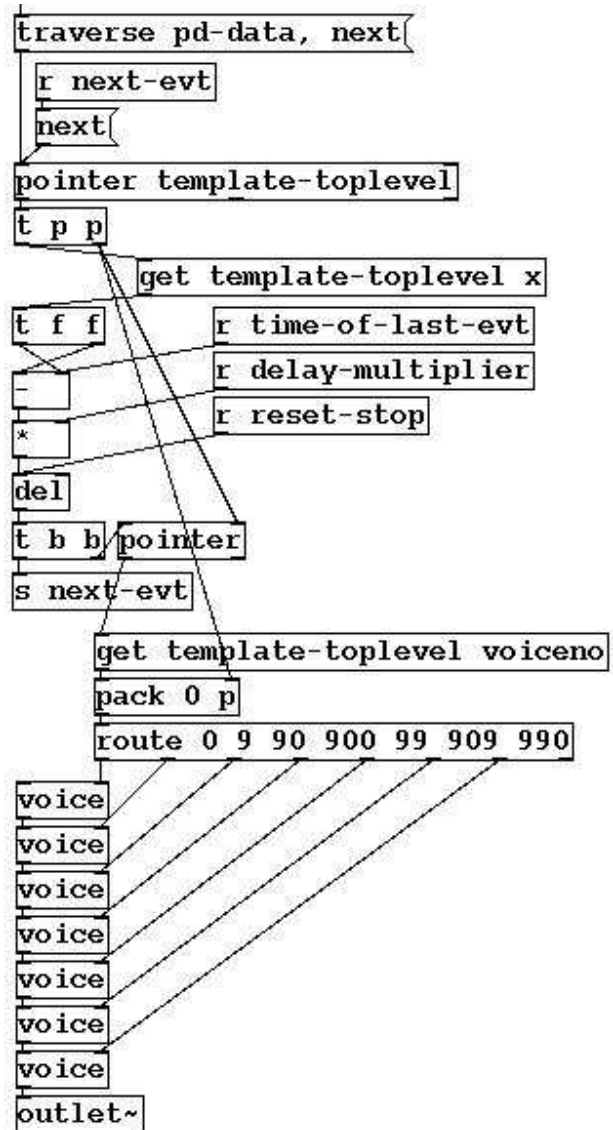 traverse pd-data, next
r next-evt
next
pointer template-toplevel
t p p
get template-toplevel x
t f f
r time-of-last-evt
-
r delay-multiplier
*
r reset-stop
del
t b b
pointer
s next-evt
get template-toplevel voiceno
pack 0 p
route 0 9 90 900 99 909 990
voice
voice
voice
voice
voice
voice
voice
outlet~